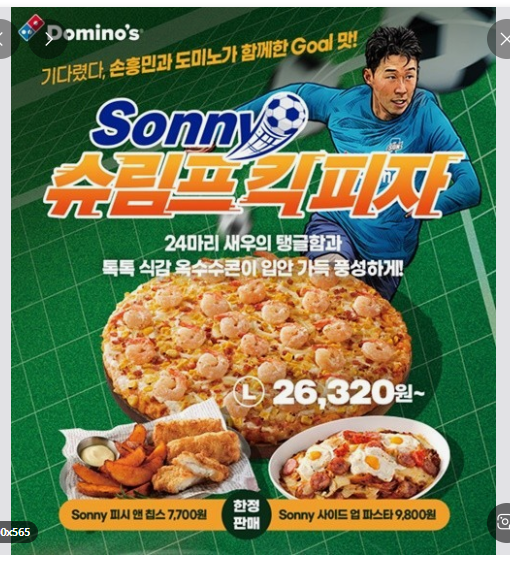 Domino's
기다렸다, 손흥민과 도미노가 함께한 Goal 맛!
Sonny
슈림프 킥 피자
24마리 새우의 탱글함과
톡톡 식감 옥수수콘이 입안 가득 풍성하게!
L 26,320원~
Sonny 피시 앤 칩스 7,700원
한정
판매
Sonny 사이드 업 파스타 9,800원
0x565